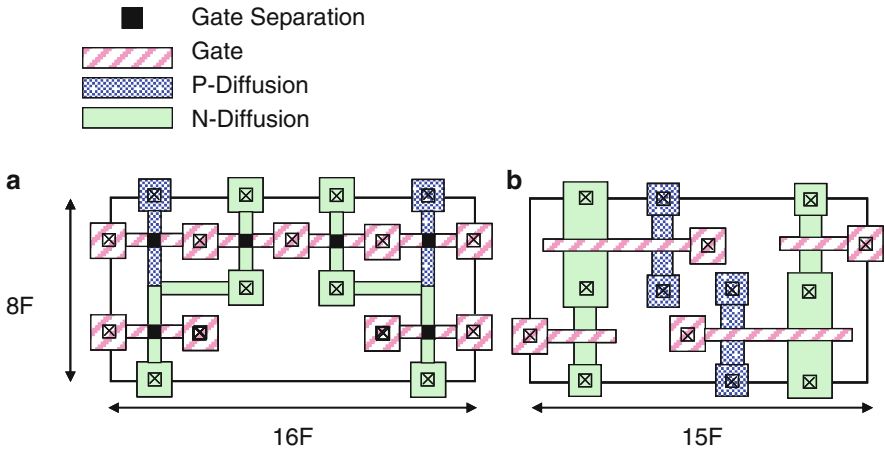 Gate Separation
Gate
P-Diffusion
N-Diffusion
a
b
8F
16F
15F